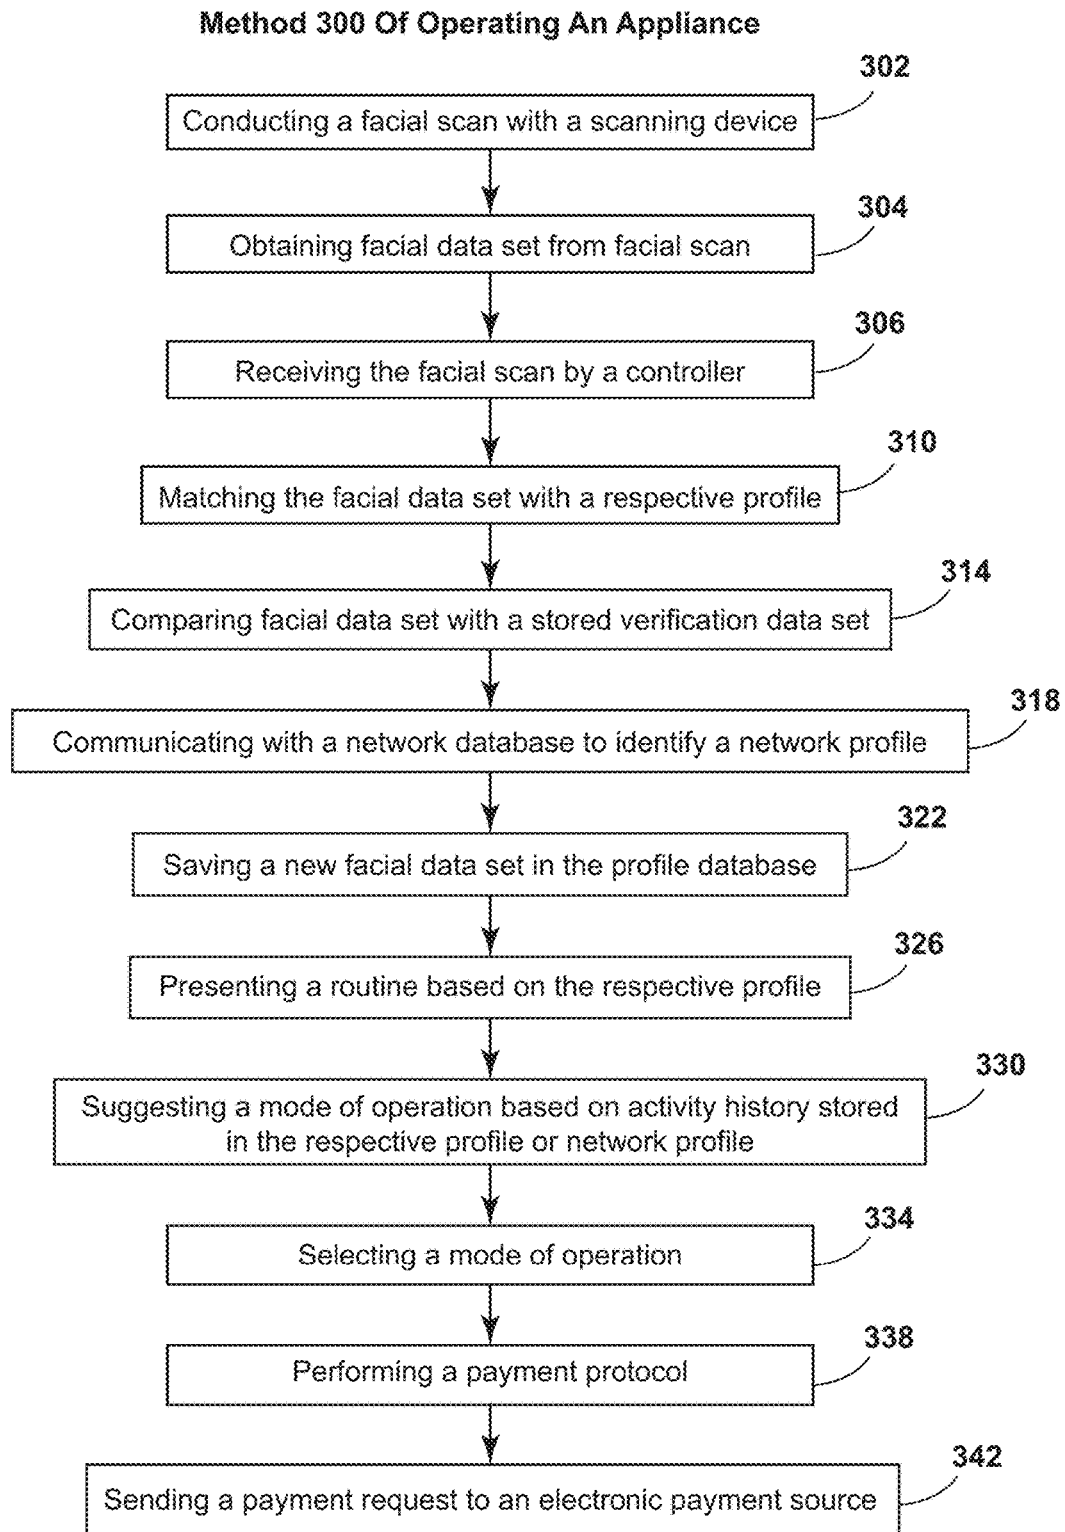 Method 300 Of Operating An Appliance
302
Conducting a facial scan with a scanning device
304
Obtaining facial data set from facial scan
306
Receiving the facial scan by a controller
310
Matching the facial data set with a respective profile
314
Comparing facial data set with a stored verification data set
318
Communicating with a network database to identify a network profile
322
Saving a new facial data set in the profile database
326
Presenting a routine based on the respective profile
330
Suggesting a mode of operation based on activity history stored
in the respective profile or network profile
334
Selecting a mode of operation
338
Performing a payment protocol
342
Sending a payment request to an electronic payment source